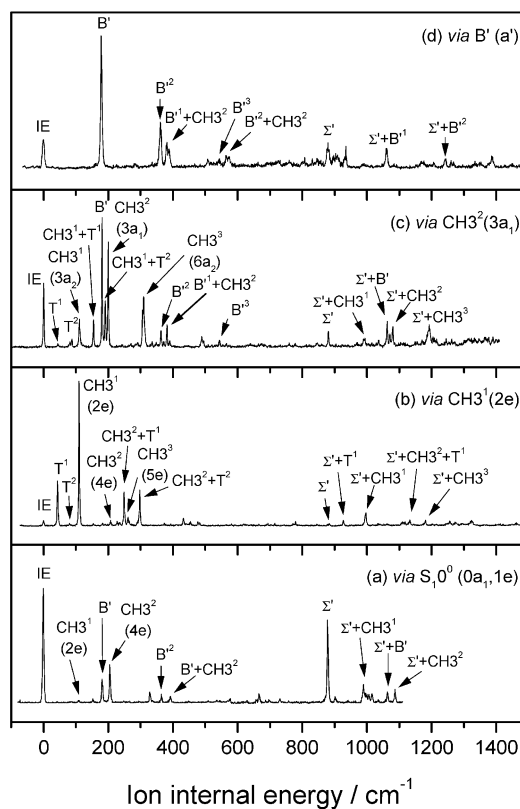 (d) via B' (a')
B'
IE
B'²
B'¹+CH3²
B'³
B'²+CH3²
Σ'
Σ'+B'¹
Σ'+B'²
(c) via CH3²(3a₁)
B'
CH3²
(3a₁)
CH3¹+T¹
CH3¹+T²
CH3¹
(3a₂)
IE
T¹
T²
CH3³
(6a₂)
B'²
B'¹+CH3²
B'³
Σ'
Σ'+CH3¹
Σ'+B'
Σ'+CH3²
Σ'+CH3³
(b) via CH3¹(2e)
CH3¹
(2e)
IE
T¹
T²
CH3²
(4e)
CH3²+T¹
CH3³
(5e)
CH3²+T²
Σ'
Σ'+T¹
Σ'+CH3¹
Σ'+CH3²+T¹
Σ'+CH3³
(a) via S₁0⁰ (0a₁,1e)
IE
CH3¹
(2e)
B'
CH3²
(4e)
B'²
B'+CH3²
Σ'
Σ'+CH3¹
Σ'+B'
Σ'+CH3²
0 200 400 600 800 1000 1200 1400
Ion internal energy / cm⁻¹